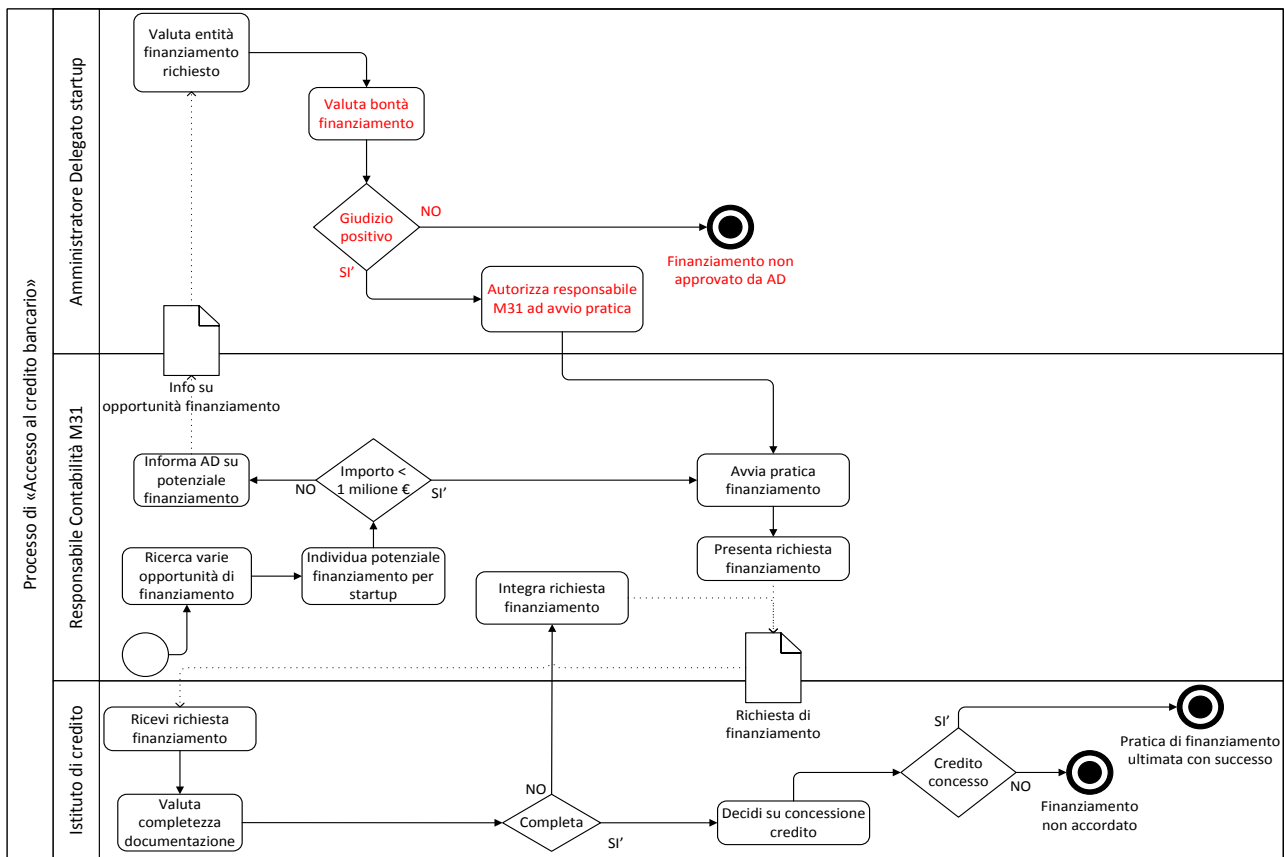 Processo di «Accesso al credito bancario»
Amministratore Delegato startup
Valuta entità
finanziamento
richiesto
Valuta bontà
finanziamento
Giudizio
positivo
NO
SI'
Finanziamento non
approvato da AD
Autorizza responsabile
M31 ad avvio pratica
Info su
opportunità finanziamento
Responsabile Contabilità M31
Informa AD su
potenziale
finanziamento
NO
Importo <
1 milione €
SI'
Avvia pratica
finanziamento
Ricerca varie
opportunità di
finanziamento
Individua potenziale
finanziamento per
startup
Presenta richiesta
finanziamento
Integra richiesta
finanziamento
Richiesta di
finanziamento
Istituto di credito
Ricevi richiesta
finanziamento
Valuta
completezza
documentazione
NO
Completa
SI'
Decidi su concessione
credito
Credito
concesso
SI'
NO
Pratica di finanziamento
ultimata con successo
Finanziamento
non accordato